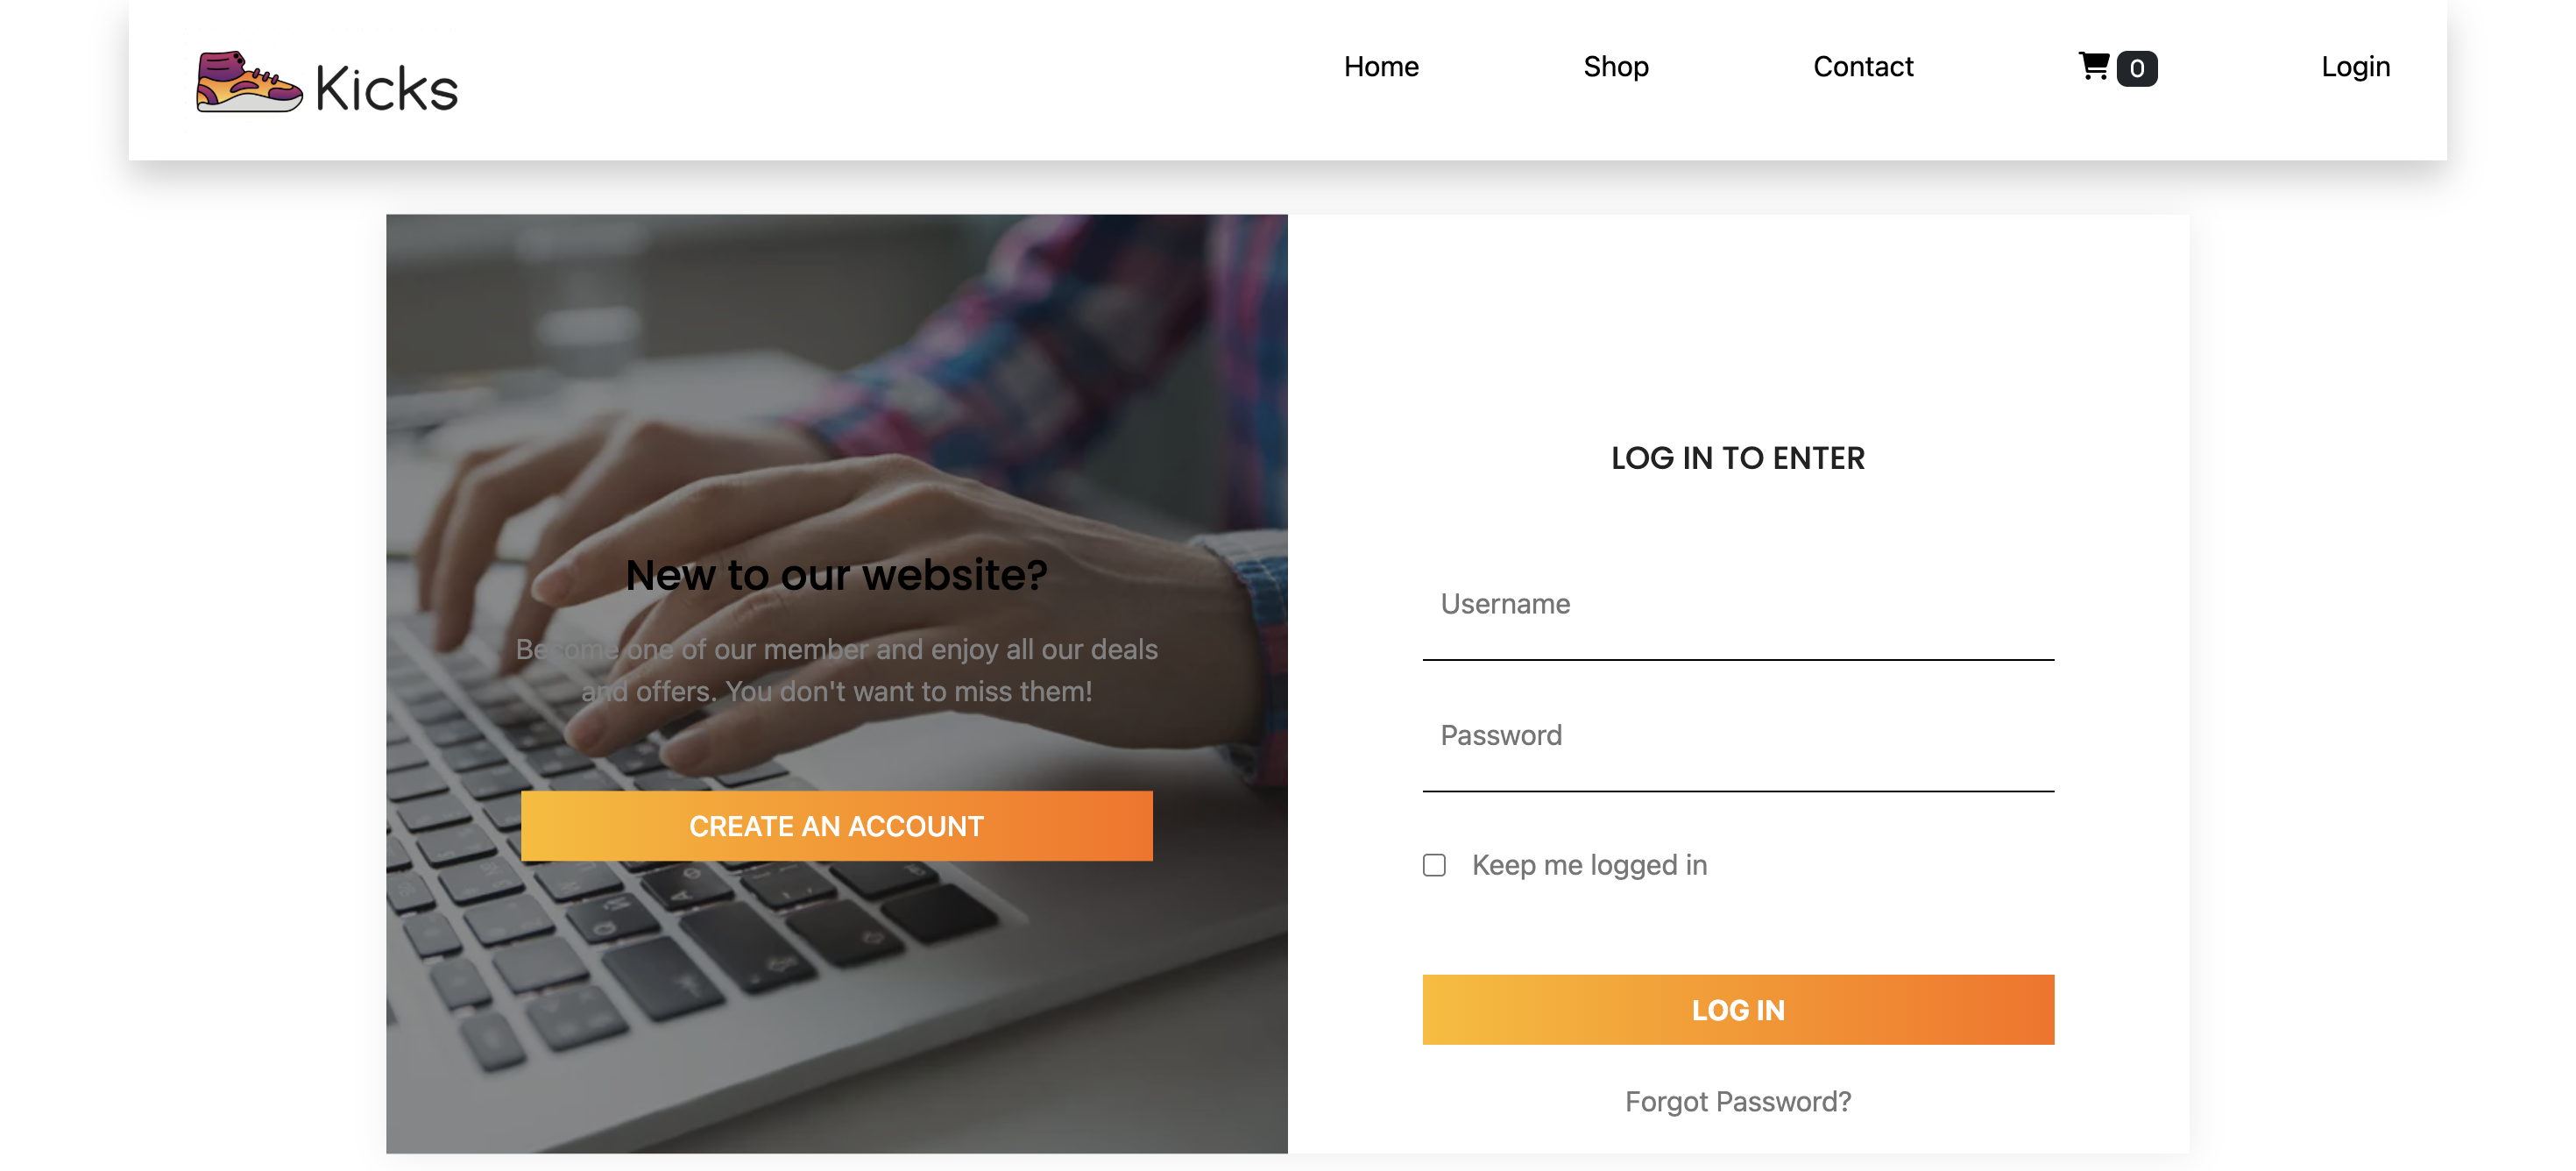 Kicks
Home
Shop
Contact
0
Login
New to our website?
Become one of our member and enjoy all our deals
and offers. You don't want to miss them!
CREATE AN ACCOUNT
LOG IN TO ENTER
Username
Password
Keep me logged in
LOG IN
Forgot Password?